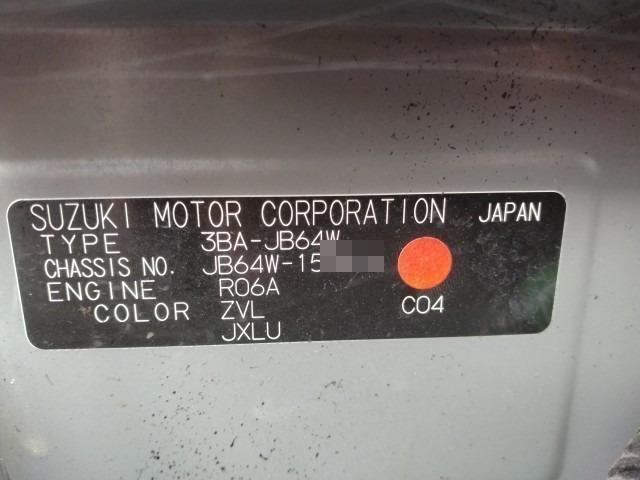 SUZUKI MOTOR CORPORATION JAPAN
TYPE 3BA-JB64W
CHASSIS NO. JB64W-15
ENGINE R06A
COLOR ZVL C04
JXLU